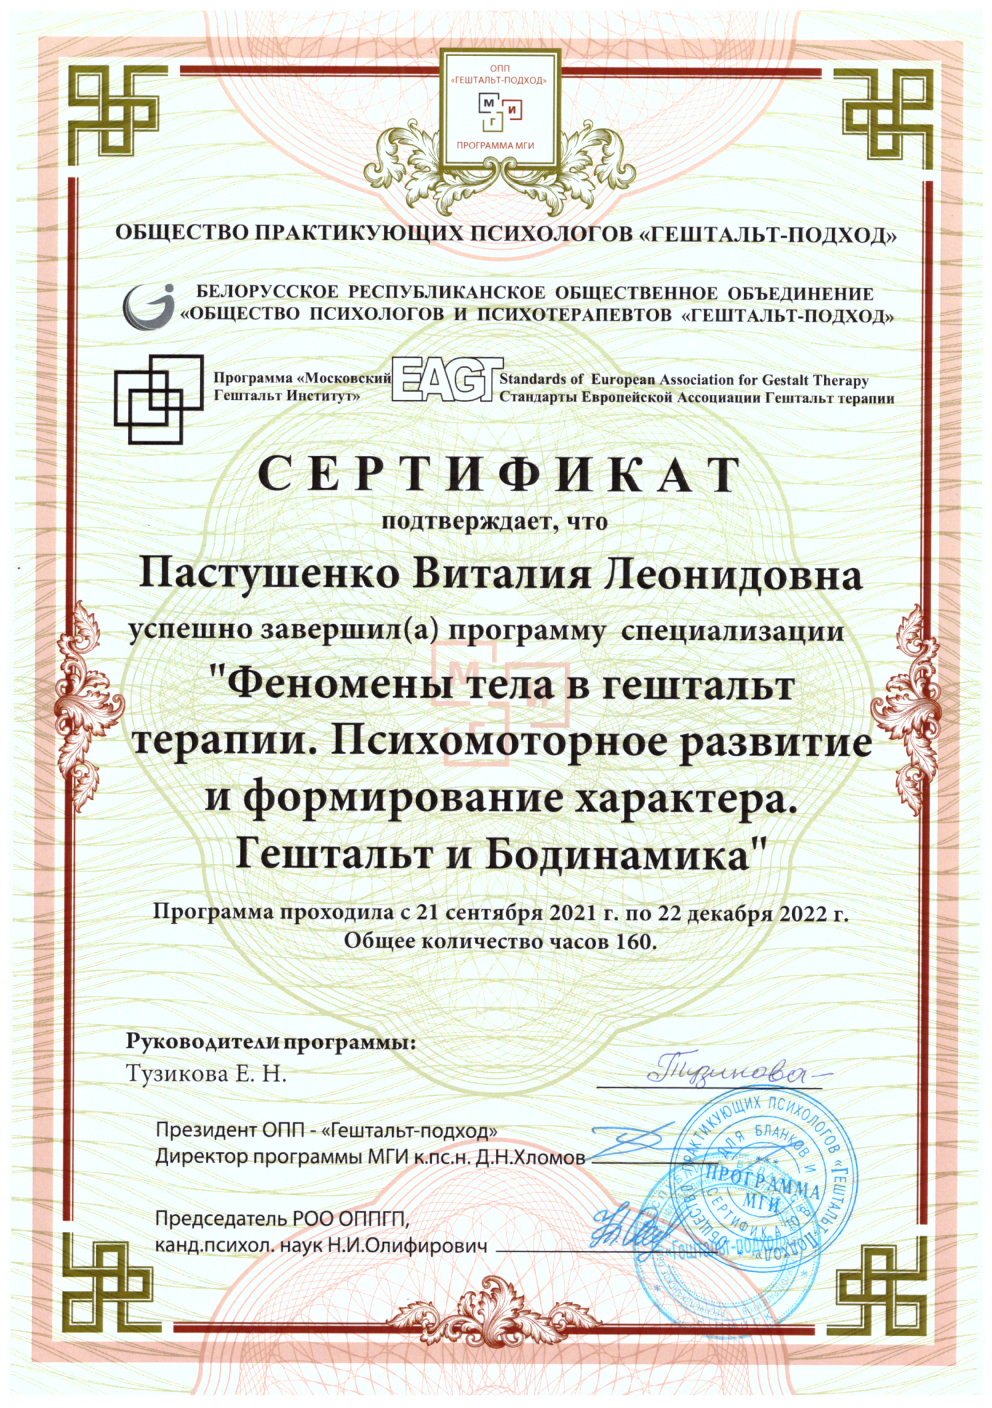 ОПП
«ГЕШТАЛЬТ-ПОДХОД»
М
И
Г
ПРОГРАММА МГИ
ОБЩЕСТВО ПРАКТИКУЮЩИХ ПСИХОЛОГОВ «ГЕШТАЛЬТ-ПОДХОД»
БЕЛОРУССКОЕ РЕСПУБЛИКАНСКОЕ ОБЩЕСТВЕННОЕ ОБЪЕДИНЕНИЕ
«ОБЩЕСТВО ПСИХОЛОГОВ И ПСИХОТЕРАПЕВТОВ «ГЕШТАЛЬТ-ПОДХОД»
Программа «Московский
Гештальт Институт»
EAGT
Standards of European Association for Gestalt Therapy
Стандарты Европейской Ассоциации Гештальт терапии
СЕРТИФИКАТ
подтверждает, что
Пастушенко Виталия Леонидовна
успешно завершил(а) программу специализации
"Феномены тела в гештальт
терапии. Психомоторное развитие
и формирование характера.
Гештальт и Бодинамика"
М
И
Г
Программа проходила с 21 сентября 2021 г. по 22 декабря 2022 г.
Общее количество часов 160.
Руководители программы:
Тузикова Е. Н.
Тузикова
Президент ОПП - «Гештальт-подход»
Директор программы МГИ к.пс.н. Д.Н.Хломов
Председатель РОО ОППГП,
канд.психол. наук Н.И.Олифирович
ОБЩЕСТВО ПРАКТИКУЮЩИХ ПСИХОЛОГОВ «ГЕШТАЛЬТ-ПОДХОД»
ДЛЯ БЛАНКОВ И СЕРТИФИКАТО
ПРОГРАММА
МГИ
«Гештальт-подход»